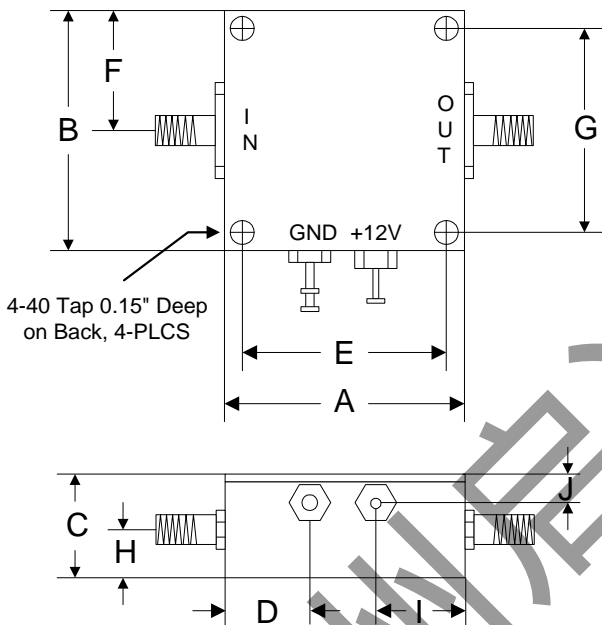 F
B
I
N
O
U
T
G
GND +12V
4-40 Tap 0.15" Deep
on Back, 4-PLCS
E
A
C
H
J
D
I